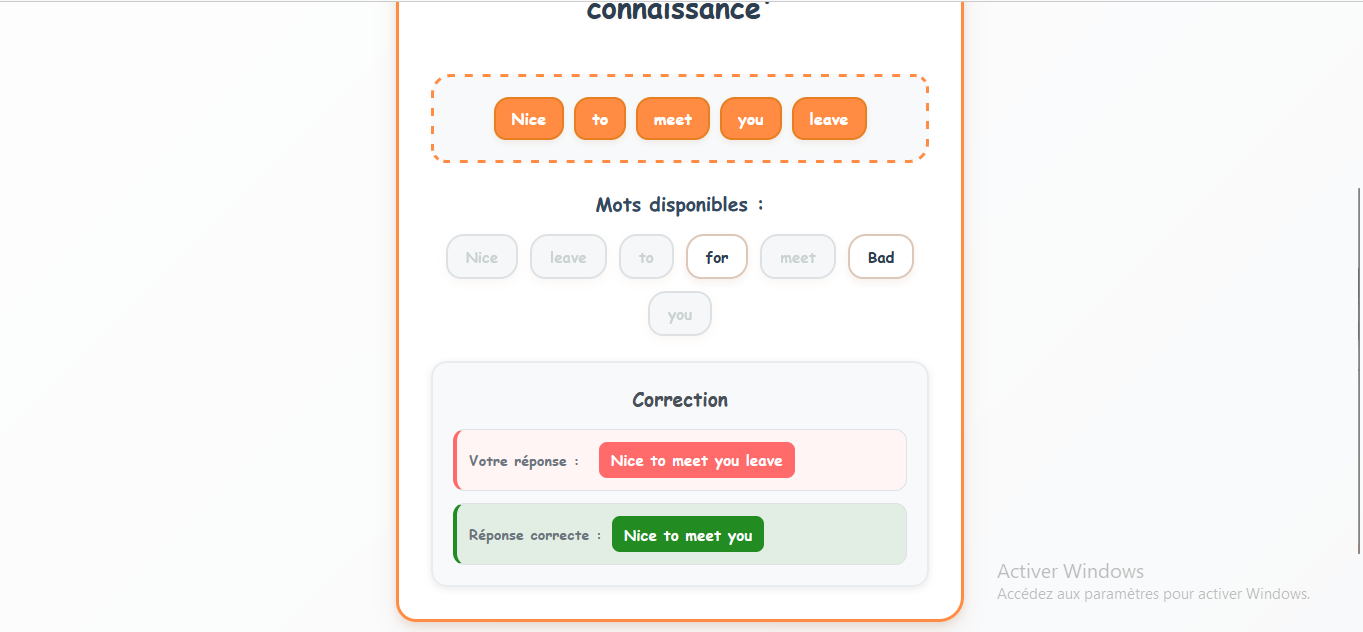 connaissance"
Nice to meet you leave
Mots disponibles :
Nice leave to for meet Bad
you
Correction
Votre réponse : Nice to meet you leave
Réponse correcte : Nice to meet you
Activer Windows
Accédez aux paramètres pour activer Windows.